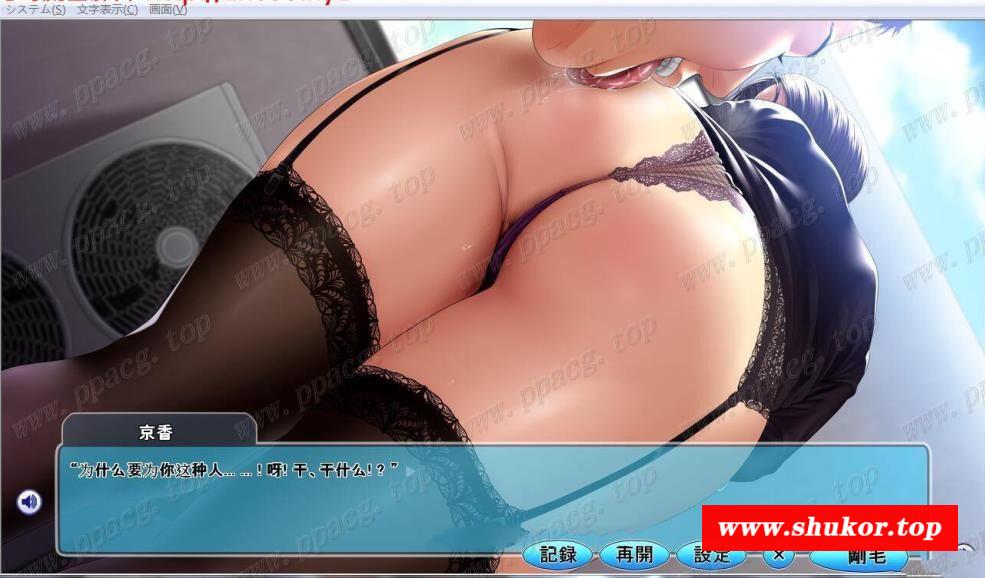 システム(S) 文字表示(C) 画面(V)
www.ppacg.top
京香
“为什么要为你这种人… …！呀! 干、干什么!？”
www.shukor.top
記録 再開 設定 × 剛毛